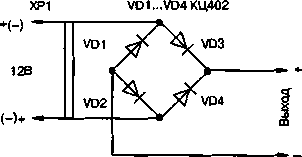 XP1
VD1...VD4 КЦ402
+(–)
VD1
VD3
12В
VD2
VD4
(–)+
+
Выход
–